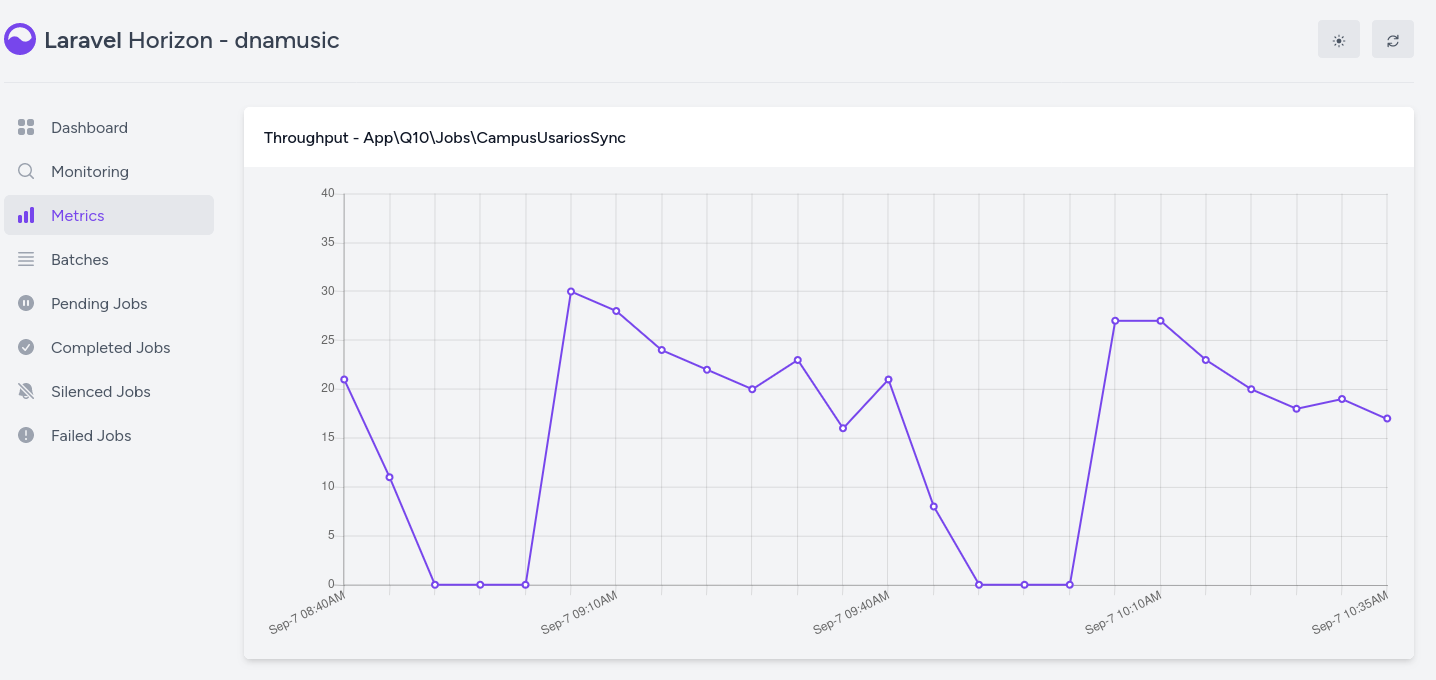 Laravel Horizon - dnamusic
Dashboard
Monitoring
Metrics
Batches
Pending Jobs
Completed Jobs
Silenced Jobs
Failed Jobs
Throughput - App\Q10\Jobs\CampusUsariosSync
40
35
30
25
20
15
10
5
0
Sep-7 08:40AM
Sep-7 09:10AM
Sep-7 09:40AM
Sep-7 10:10AM
Sep-7 10:35AM